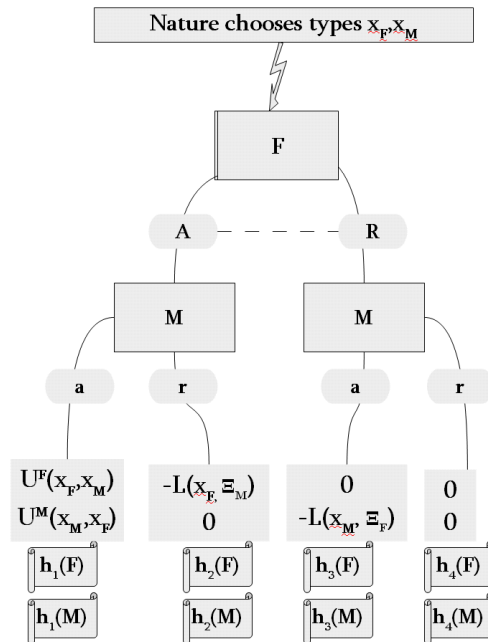 Nature chooses types x_F,x_M
F
A R
M M
a r a r
U^F(x_F,x_M) -L(x_F, Ξ_M) 0 0
U^M(x_M,x_F) 0 -L(x_M, Ξ_F) 0
h_1(F) h_2(F) h_3(F) h_4(F)
h_1(M) h_2(M) h_3(M) h_4(M)